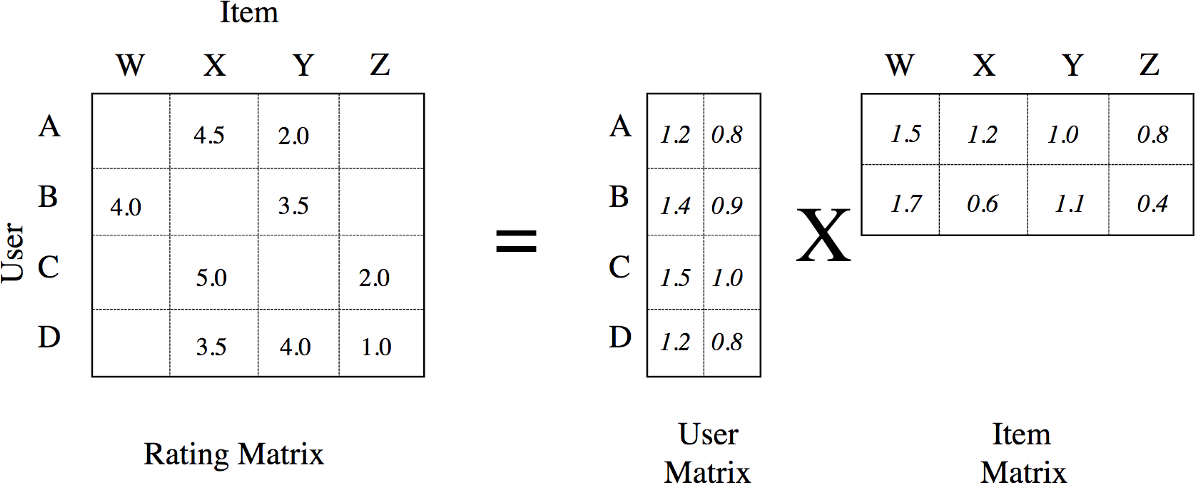 Item
W X Y Z W X Y Z
A 4.5 2.0 A 1.2 0.8 1.5 1.2 1.0 0.8
B 4.0 3.5 B 1.4 0.9 1.7 0.6 1.1 0.4
User
= X
C 5.0 2.0 C 1.5 1.0
D 3.5 4.0 1.0 D 1.2 0.8
Rating Matrix
User
Matrix
Item
Matrix